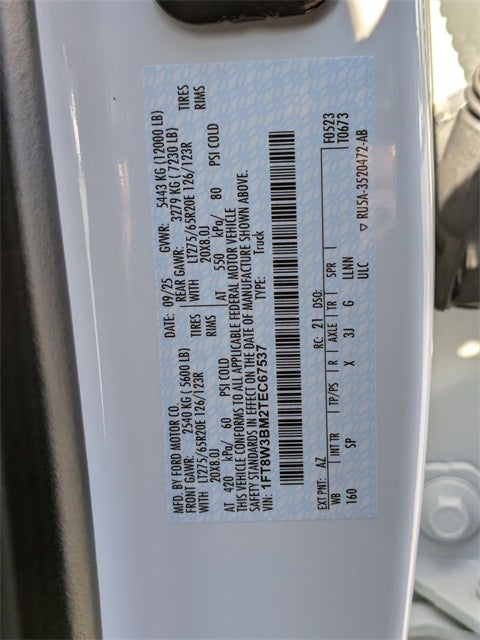 MFD. BY FORD MOTOR CO.
DATE: 09/25 GVWR: 5443 KG (12000 LB)
FRONT GAWR: 2540 KG ( 5600 LB) REAR GAWR: 3279 KG ( 7230 LB)
WITH LT275/65R20E 126/123R TIRES WITH LT275/65R20E 126/123R TIRES
20X8.0J RIMS 20X8.0J RIMS
AT 420 kPa/ 60 PSI COLD AT 550 kPa/ 80 PSI COLD
THIS VEHICLE CONFORMS TO ALL APPLICABLE FEDERAL MOTOR VEHICLE
SAFETY STANDARDS IN EFFECT ON THE DATE OF MANUFACTURE SHOWN ABOVE.
VIN: 1FT8W3BM2TEC67537 TYPE: Truck
EXT PNT: AZ RC: 21 DSO: F0523
WB INT TR TP/PS R AXLE TR SPR T0673
160 SP X 3J G LLNN
ULC ▽ RU5A-3520472-AB